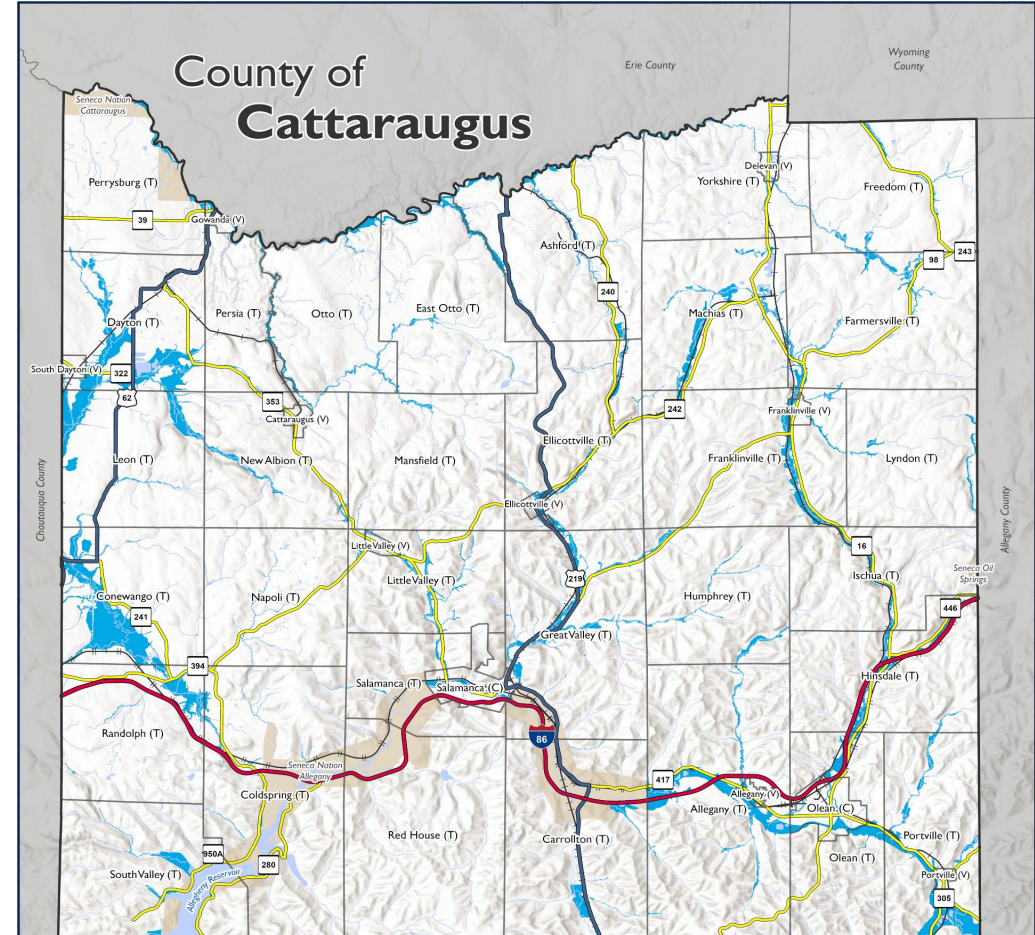 County of
Cattaraugus
Erie County
Wyoming
County
Seneca Nation
Cattaraugus
Delevan (V)
Perrysburg (T)
Yorkshire (T)
Freedom (T)
39
Gowanda (V)
Ashford (T)
243
98
240
East Otto (T)
Persia (T)
Otto (T)
Machias (T)
Dayton (T)
Farmersville (T)
South Dayton (V)
322
62
353
242
Franklinville (V)
Cattaraugus (V)
Ellicottville (T)
Leon (T)
New Albion (T)
Mansfield (T)
Franklinville (T)
Lyndon (T)
Chautauqua County
Allegany County
Ellicottville (V)
Little Valley (V)
16
Seneca Oil
Springs
Little Valley (T)
219
Ischua (T)
Conewango (T)
Napoli (T)
Humphrey (T)
446
241
Great Valley (T)
394
Hinsdale (T)
Salamanca (T)
Salamanca (C)
Randolph (T)
86
Seneca Nation
Allegany
417
Coldspring (T)
Allegany (V)
Allegany (T)
Olean (C)
Red House (T)
Carrollton (T)
Portville (T)
950A
280
Olean (T)
South Valley (T)
Allegheny Reservoir
Portville (V)
305